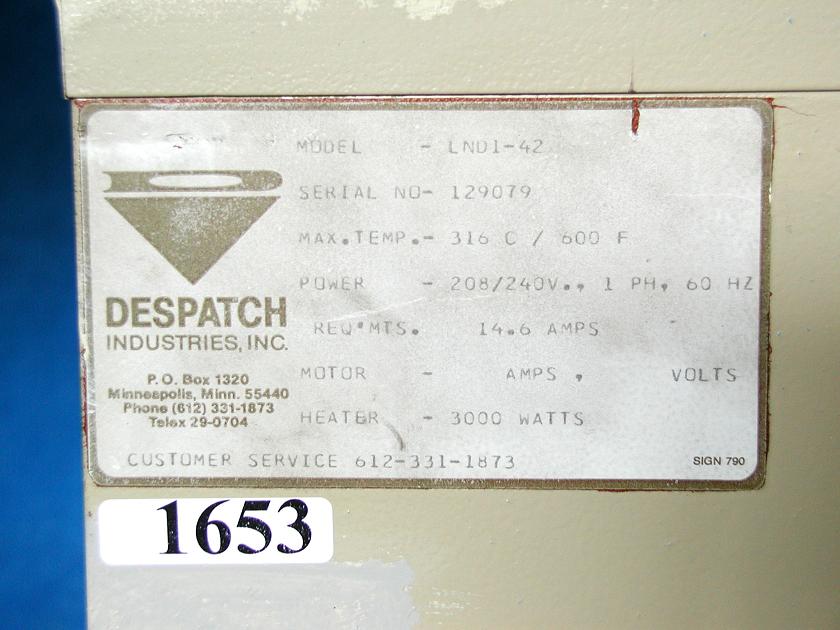 MODEL - LND1-42
SERIAL NO- 129079
MAX.TEMP.- 316 C / 600 F
POWER - 208/240V., 1 PH, 60 HZ
REQ'MTS. 14.6 AMPS
MOTOR - AMPS , VOLTS
HEATER - 3000 WATTS
CUSTOMER SERVICE 612-331-1873
DESPATCH
INDUSTRIES, INC.
P.O. Box 1320
Minneapolis, Minn. 55440
Phone (612) 331-1873
Telex 29-0704
SIGN 790
1653